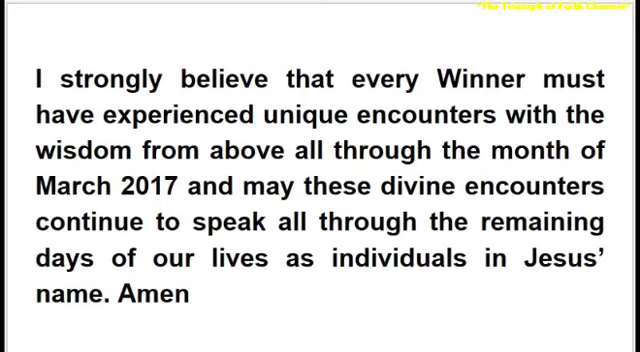 "The Triumph of Faith Channel"
I strongly believe that every Winner must
have experienced unique encounters with the
wisdom from above all through the month of
March 2017 and may these divine encounters
continue to speak all through the remaining
days of our lives as individuals in Jesus’
name. Amen